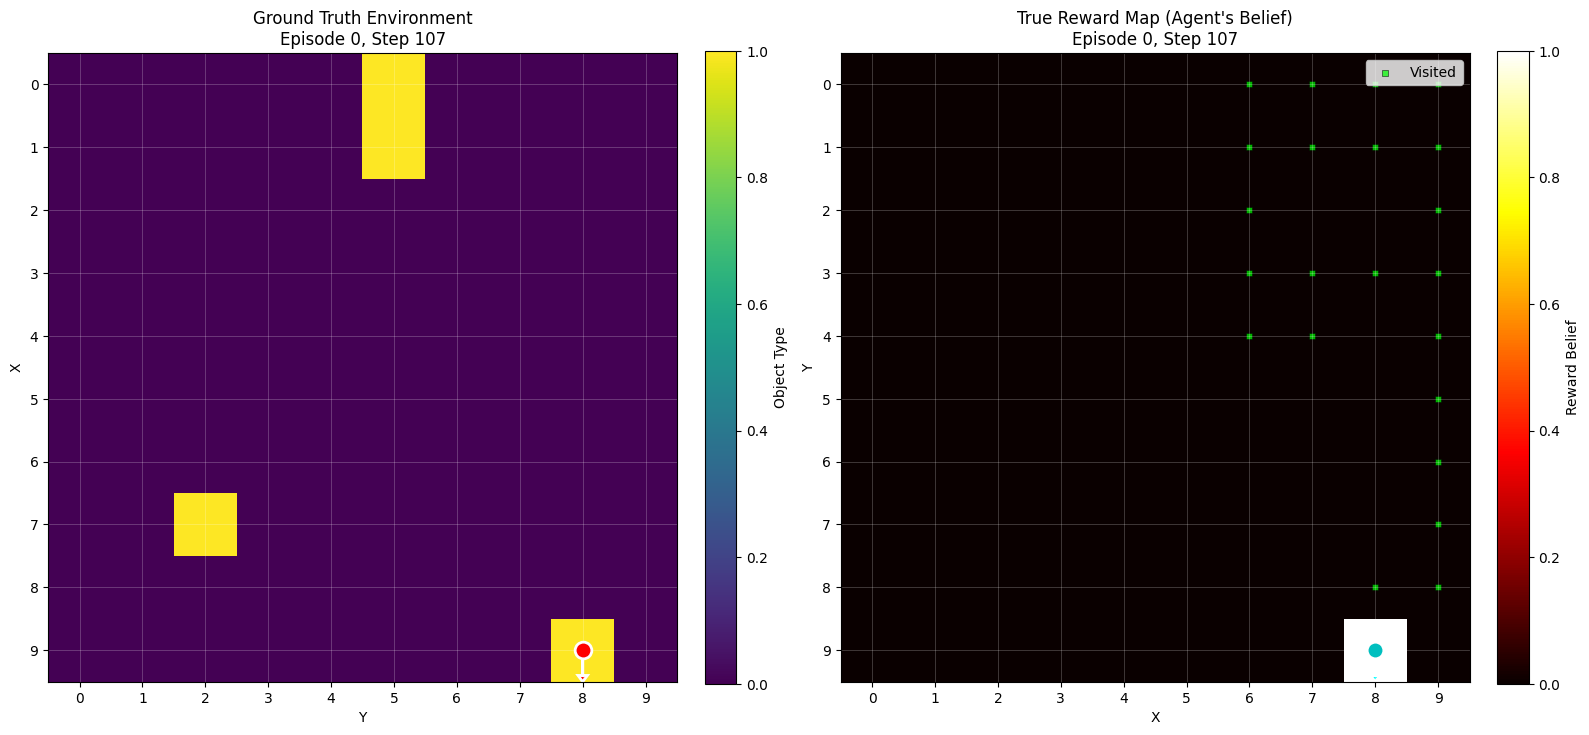 Ground Truth Environment
Episode 0, Step 107
0
1
2
3
4
5
6
7
8
9
X
0 1 2 3 4 5 6 7 8 9
Y
1.0
0.8
0.6
0.4
0.2
0.0
Object Type
True Reward Map (Agent's Belief)
Episode 0, Step 107
Visited
0
1
2
3
4
5
6
7
8
9
Y
0 1 2 3 4 5 6 7 8 9
X
1.0
0.8
0.6
0.4
0.2
0.0
Reward Belief